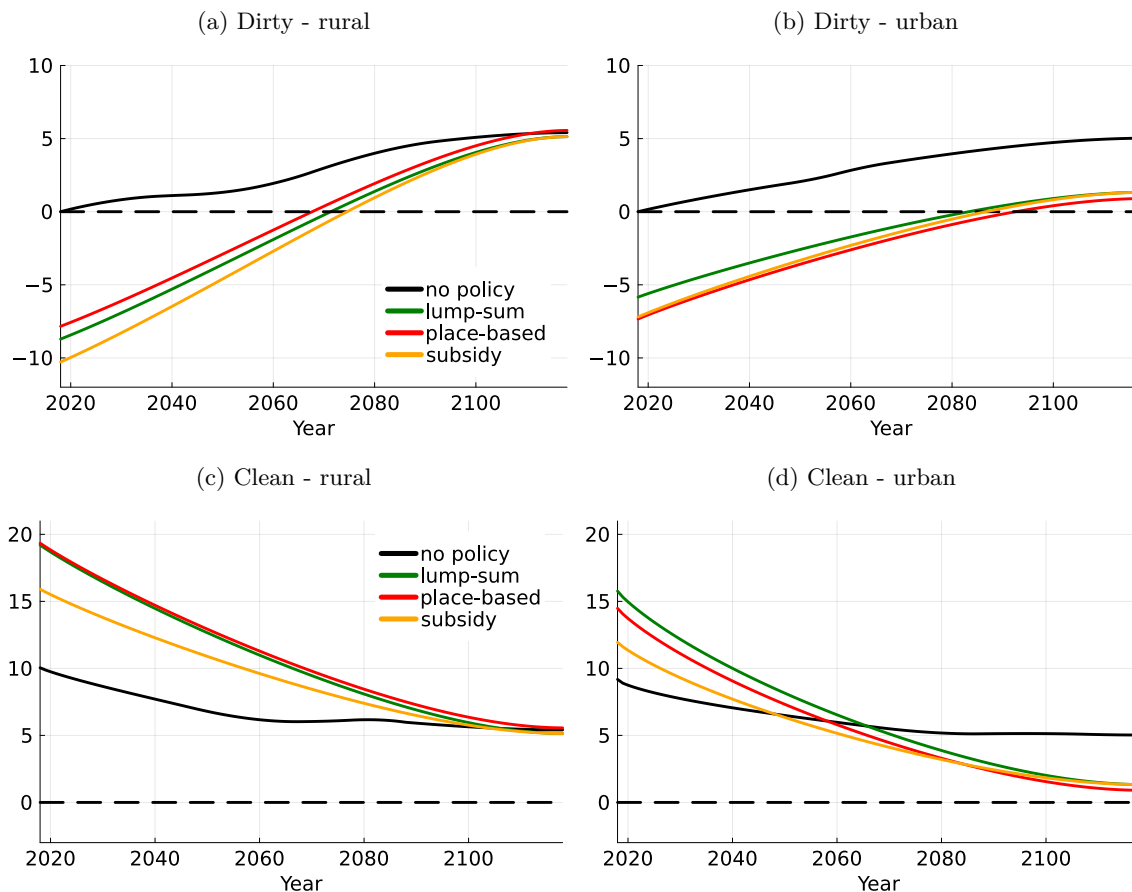 (a) Dirty - rural
10
5
0
−5
−10
no policy
lump-sum
place-based
subsidy
2020 2040 2060 2080 2100
Year
(b) Dirty - urban
10
5
0
−5
−10
2020 2040 2060 2080 2100
Year
(c) Clean - rural
20
15
10
5
0
no policy
lump-sum
place-based
subsidy
2020 2040 2060 2080 2100
Year
(d) Clean - urban
20
15
10
5
0
2020 2040 2060 2080 2100
Year